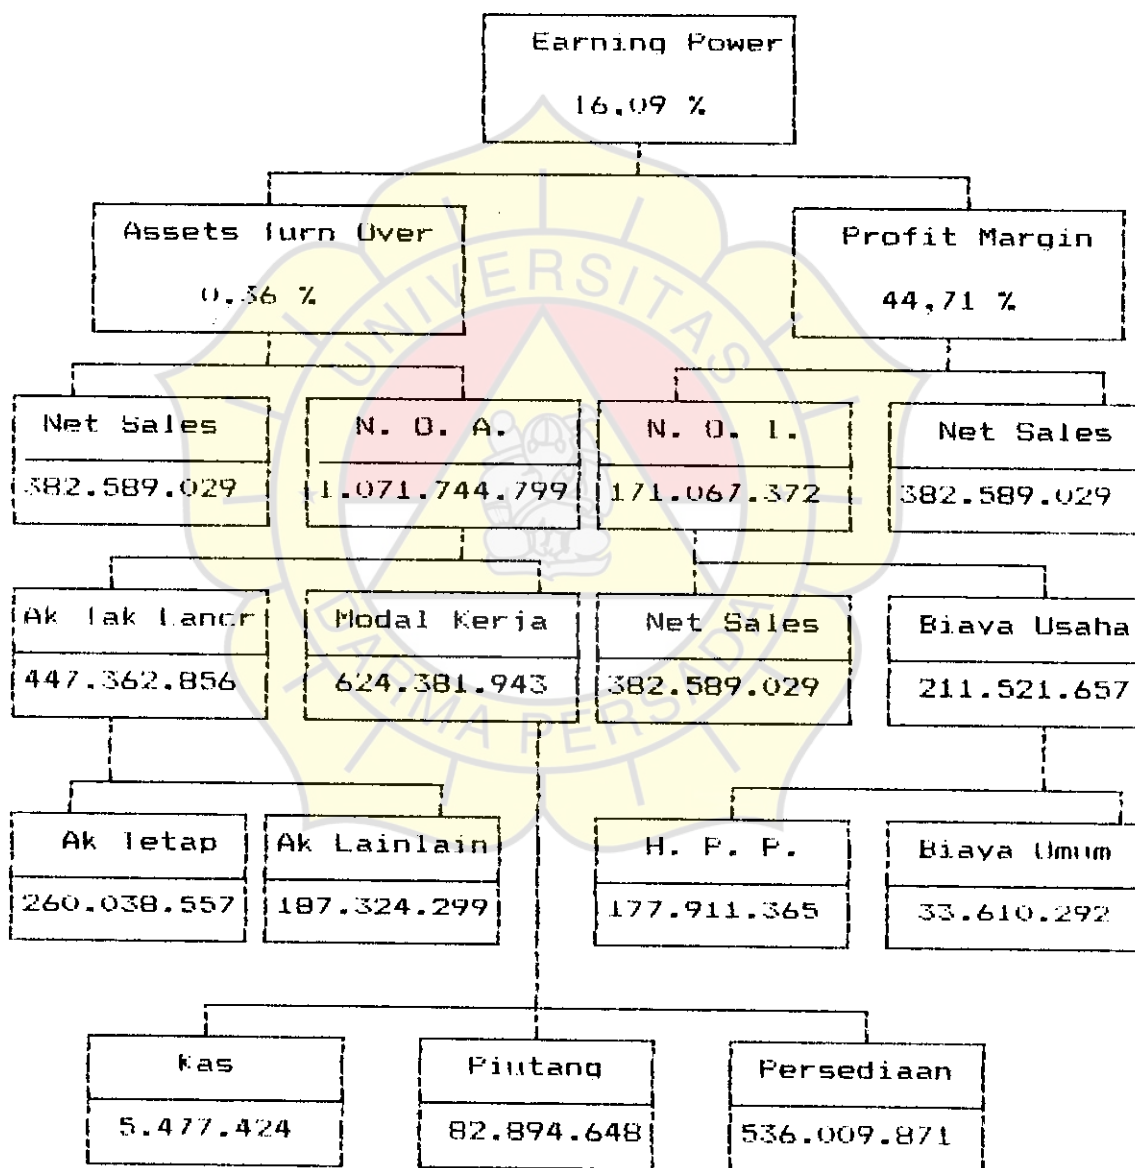 Earning Power
16.09 %
Assets Turn Over
0.36 %
Profit Margin
44,71 %
Net Sales
382.589.029
N. O. A.
1.071.744.799
N. O. I.
171.067.372
Net Sales
382.589.029
Ak Tak Lancr
447.362.856
Modal Kerja
624.381.943
Net Sales
382.589.029
Biaya Usaha
211.521.657
Ak Tetap
260.038.557
Ak Lainlain
187.324.299
H. P. P.
177.911.365
Biaya Umum
33.610.292
Kas
5.477.424
Piutang
82.894.648
Persediaan
536.009.871
UNIVERSITAS
DARMA PERSADA